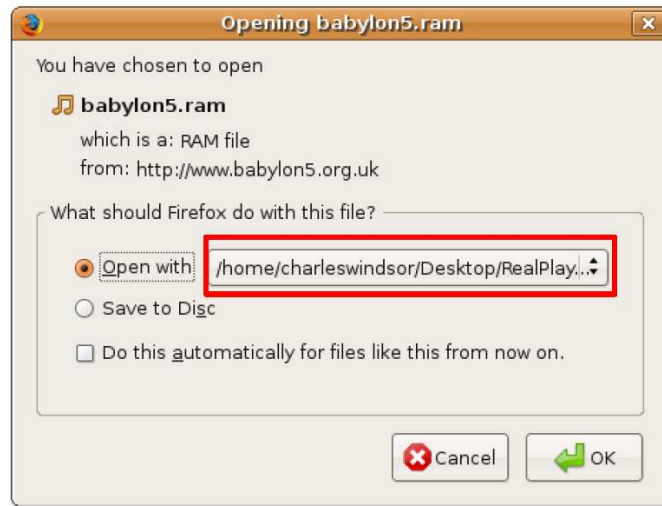 Opening babylon5.ram
You have chosen to open
babylon5.ram
which is a: RAM file
from: http://www.babylon5.org.uk
What should Firefox do with this file?
Open with /home/charleswindsor/Desktop/RealPlay...
Save to Disc
Do this automatically for files like this from now on.
Cancel OK